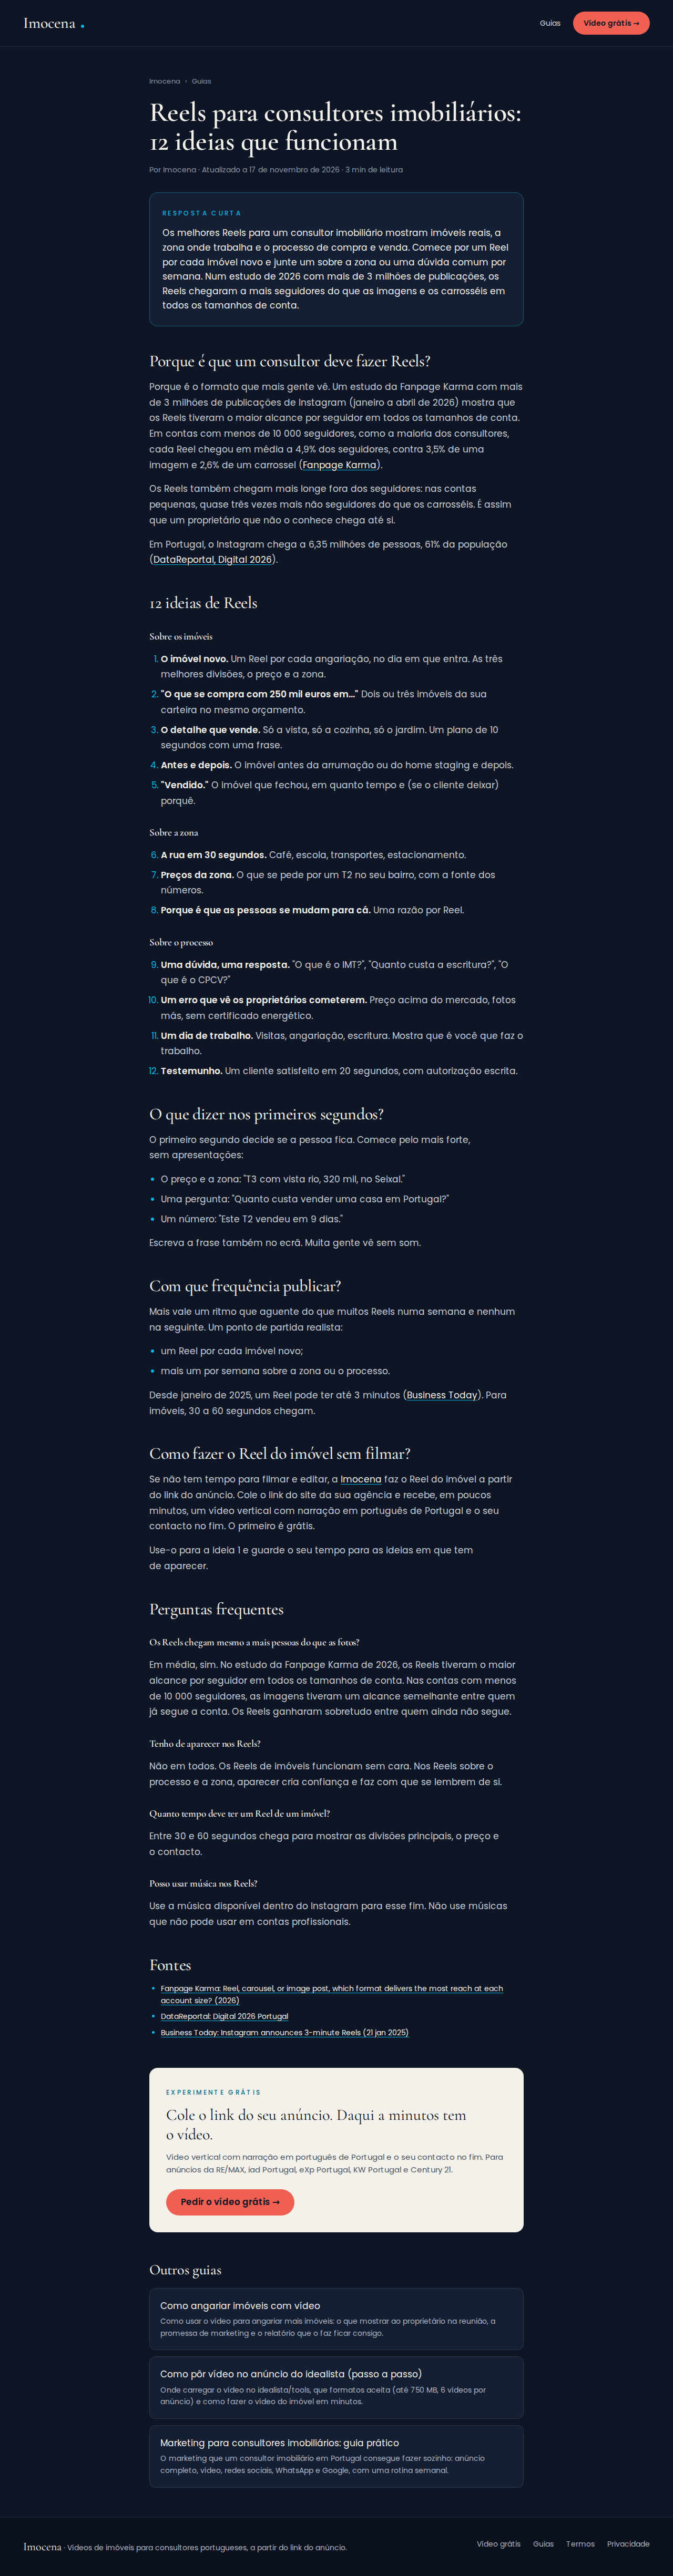 Imocena .
Guias
Vídeo grátis →
Imocena › Guias
Reels para consultores imobiliários:
12 ideias que funcionam
Por Imocena · Atualizado a 17 de novembro de 2026 · 3 min de leitura
RESPOSTA CURTA
Os melhores Reels para um consultor imobiliário mostram imóveis reais, a
zona onde trabalha e o processo de compra e venda. Comece por um Reel
por cada imóvel novo e junte um sobre a zona ou uma dúvida comum por
semana. Num estudo de 2026 com mais de 3 milhões de publicações, os
Reels chegaram a mais seguidores do que as imagens e os carrosséis em
todos os tamanhos de conta.
Porque é que um consultor deve fazer Reels?
Porque é o formato que mais gente vê. Um estudo da Fanpage Karma com mais
de 3 milhões de publicações de Instagram (janeiro a abril de 2026) mostra que
os Reels tiveram o maior alcance por seguidor em todos os tamanhos de conta.
Em contas com menos de 10 000 seguidores, como a maioria dos consultores,
cada Reel chegou em média a 4,9% dos seguidores, contra 3,5% de uma
imagem e 2,6% de um carrossel (Fanpage Karma).
Os Reels também chegam mais longe fora dos seguidores: nas contas
pequenas, quase três vezes mais não seguidores do que os carrosséis. É assim
que um proprietário que não o conhece chega até si.
Em Portugal, o Instagram chega a 6,35 milhões de pessoas, 61% da população
(DataReportal, Digital 2026).
12 ideias de Reels
Sobre os imóveis
1. O imóvel novo. Um Reel por cada angariação, no dia em que entra. As três
melhores divisões, o preço e a zona.
2. "O que se compra com 250 mil euros em..." Dois ou três imóveis da sua
carteira no mesmo orçamento.
3. O detalhe que vende. Só a vista, só a cozinha, só o jardim. Um plano de 10
segundos com uma frase.
4. Antes e depois. O imóvel antes da arrumação ou do home staging e depois.
5. "Vendido." O imóvel que fechou, em quanto tempo e (se o cliente deixar)
porquê.
Sobre a zona
6. A rua em 30 segundos. Café, escola, transportes, estacionamento.
7. Preços da zona. O que se pede por um T2 no seu bairro, com a fonte dos
números.
8. Porque é que as pessoas se mudam para cá. Uma razão por Reel.
Sobre o processo
9. Uma dúvida, uma resposta. "O que é o IMT?", "Quanto custa a escritura?", "O
que é o CPCV?"
10. Um erro que vê os proprietários cometerem. Preço acima do mercado, fotos
más, sem certificado energético.
11. Um dia de trabalho. Visitas, angariação, escritura. Mostra que é você que faz o
trabalho.
12. Testemunho. Um cliente satisfeito em 20 segundos, com autorização escrita.
O que dizer nos primeiros segundos?
O primeiro segundo decide se a pessoa fica. Comece pelo mais forte,
sem apresentações:
O preço e a zona: "T3 com vista rio, 320 mil, no Seixal."
Uma pergunta: "Quanto custa vender uma casa em Portugal?"
Um número: "Este T2 vendeu em 9 dias."
Escreva a frase também no ecrã. Muita gente vê sem som.
Com que frequência publicar?
Mais vale um ritmo que aguente do que muitos Reels numa semana e nenhum
na seguinte. Um ponto de partida realista:
um Reel por cada imóvel novo;
mais um por semana sobre a zona ou o processo.
Desde janeiro de 2025, um Reel pode ter até 3 minutos (Business Today). Para
imóveis, 30 a 60 segundos chegam.
Como fazer o Reel do imóvel sem filmar?
Se não tem tempo para filmar e editar, a Imocena faz o Reel do imóvel a partir
do link do anúncio. Cole o link do site da sua agência e recebe, em poucos
minutos, um vídeo vertical com narração em português de Portugal e o seu
contacto no fim. O primeiro é grátis.
Use-o para a ideia 1 e guarde o seu tempo para as ideias em que tem
de aparecer.
Perguntas frequentes
Os Reels chegam mesmo a mais pessoas do que as fotos?
Em média, sim. No estudo da Fanpage Karma de 2026, os Reels tiveram o maior
alcance por seguidor em todos os tamanhos de conta. Nas contas com menos
de 10 000 seguidores, as imagens tiveram um alcance semelhante entre quem
já segue a conta. Os Reels ganharam sobretudo entre quem ainda não segue.
Tenho de aparecer nos Reels?
Não em todos. Os Reels de imóveis funcionam sem cara. Nos Reels sobre o
processo e a zona, aparecer cria confiança e faz com que se lembrem de si.
Quanto tempo deve ter um Reel de um imóvel?
Entre 30 e 60 segundos chega para mostrar as divisões principais, o preço e
o contacto.
Posso usar música nos Reels?
Use a música disponível dentro do Instagram para esse fim. Não use músicas
que não pode usar em contas profissionais.
Fontes
Fanpage Karma: Reel, carousel, or image post, which format delivers the most reach at each
account size? (2026)
DataReportal: Digital 2026 Portugal
Business Today: Instagram announces 3-minute Reels (21 jan 2025)
EXPERIMENTE GRÁTIS
Cole o link do seu anúncio. Daqui a minutos tem
o vídeo.
Vídeo vertical com narração em português de Portugal e o seu contacto no fim. Para
anúncios da RE/MAX, iad Portugal, eXp Portugal, KW Portugal e Century 21.
Pedir o vídeo grátis →
Outros guias
Como angariar imóveis com vídeo
Como usar o vídeo para angariar mais imóveis: o que mostrar ao proprietário na reunião, a
promessa de marketing e o relatório que a faz ficar consigo.
Como pôr vídeo no anúncio do idealista (passo a passo)
Onde carregar o vídeo no idealista/tools, que formatos aceita (até 750 MB, 6 vídeos por
anúncio) e como fazer o vídeo do imóvel em minutos.
Marketing para consultores imobiliários: guia prático
O marketing que um consultor imobiliário em Portugal consegue fazer sozinho: anúncio
completo, vídeo, redes sociais, WhatsApp e Google, com uma rotina semanal.
Imocena · Vídeos de imóveis para consultores portugueses, a partir do link do anúncio.
Vídeo grátis
Guias
Termos
Privacidade